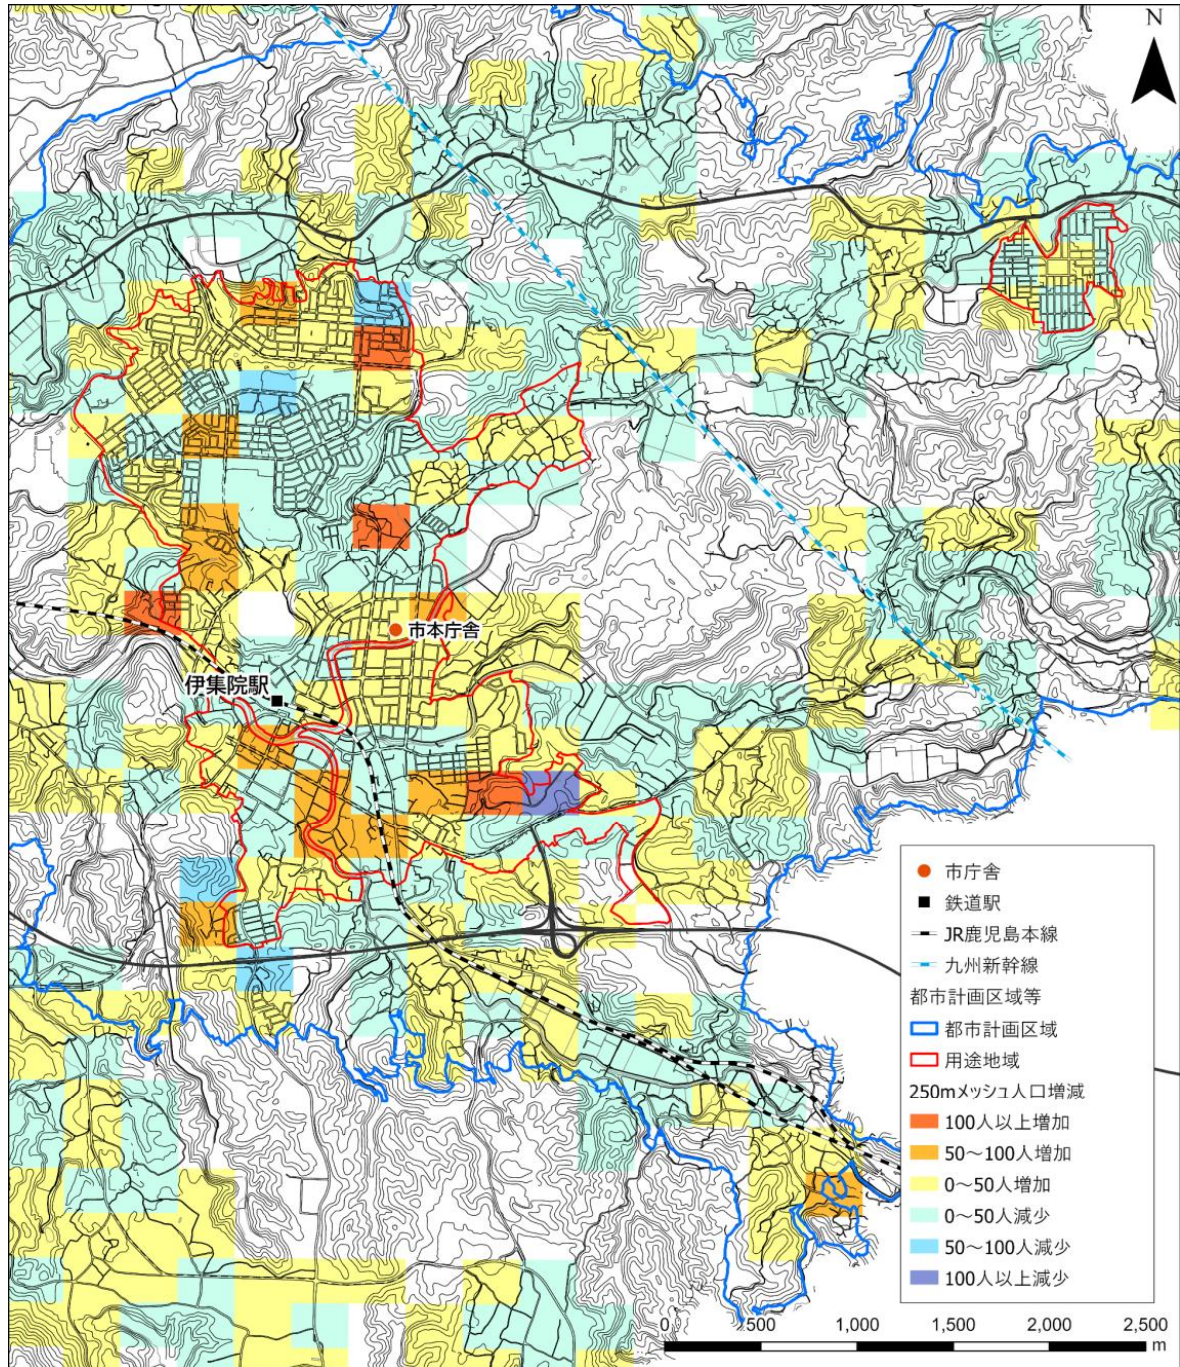 N
市本庁舎
伊集院駅
市庁舎
鉄道駅
JR鹿児島本線
九州新幹線
都市計画区域等
都市計画区域
用途地域
250mメッシュ人口増減
100人以上増加
50～100人増加
0～50人増加
0～50人減少
50～100人減少
100人以上減少
0 500 1,000 1,500 2,000 2,500
m